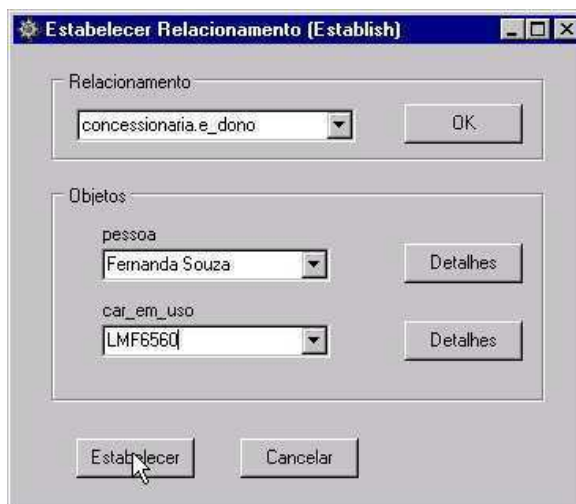 Estabelecer Relacionamento (Establish)
Relacionamento
concessionaria.e_dono
OK
Objetos
pessoa
Fernanda Souza
Detalhes
car_em_uso
LMF6560
Detalhes
Estabelecer
Cancelar